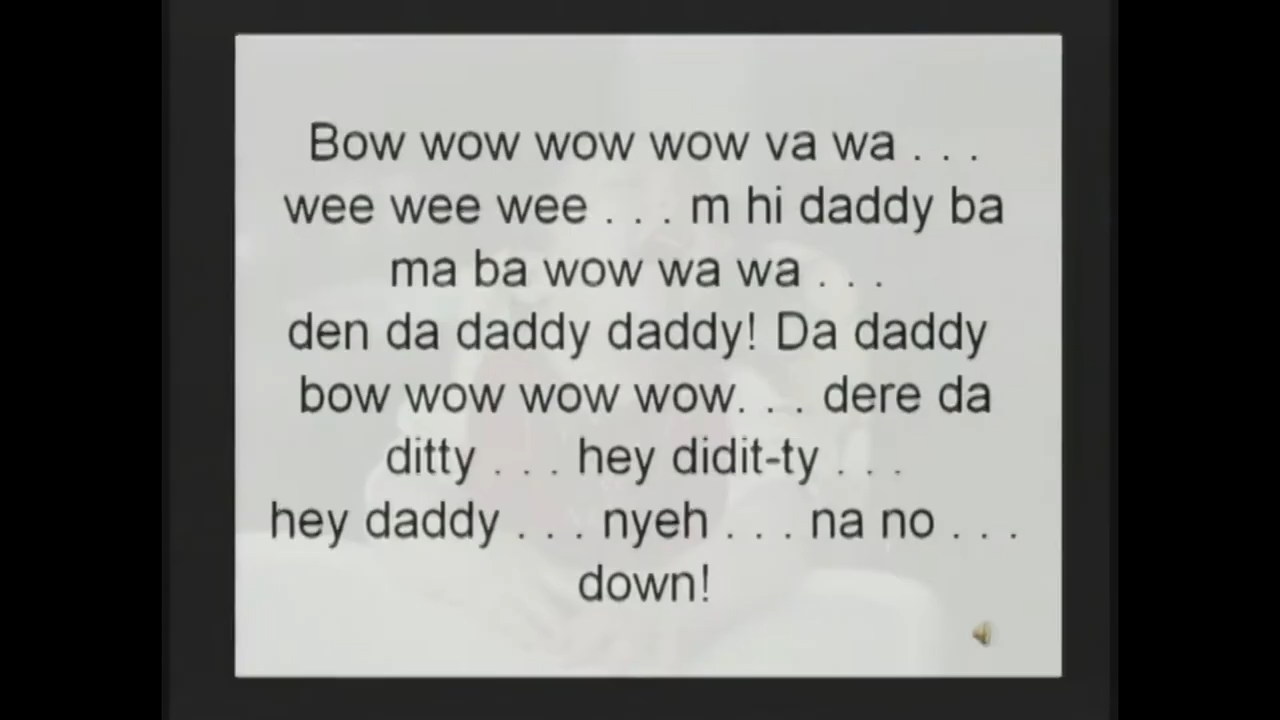 Bow wow wow wow va wa . . .
wee wee wee . . . m hi daddy ba
ma ba wow wa wa . . .
den da daddy daddy! Da daddy
bow wow wow wow. . . dere da
ditty . . . hey didit-ty . . .
hey daddy . . . nyeh . . . na no . . .
down!